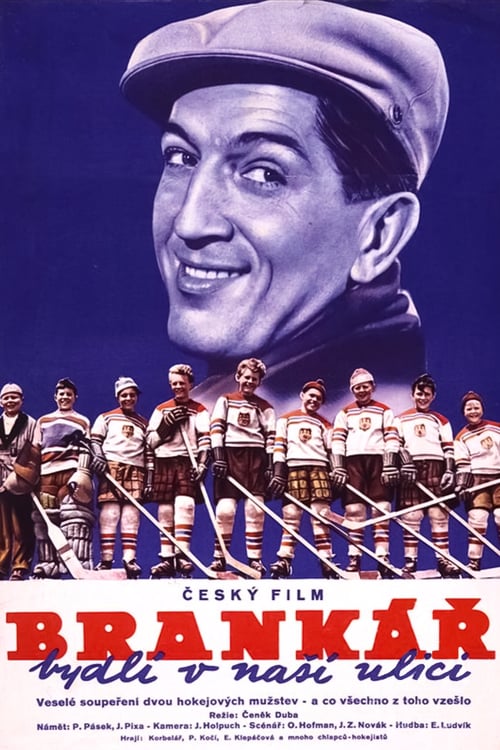 ČESKÝ FILM
BRANKÁŘ
bydlí v naší ulici
Veselé soupeření dvou hokejových mužstev - a co všechno z toho vzešlo
Režie: Čeněk Duba
Námět: P. Pásek, J. Pixa - Kamera: J. Holpuch - Scénář: O. Hofman, J. Z. Novák - Hudba: E. Ludvík
Hrají: Korbelář, P. Kočí, E. Klepáčová a mnoho chlapců-hokejistů